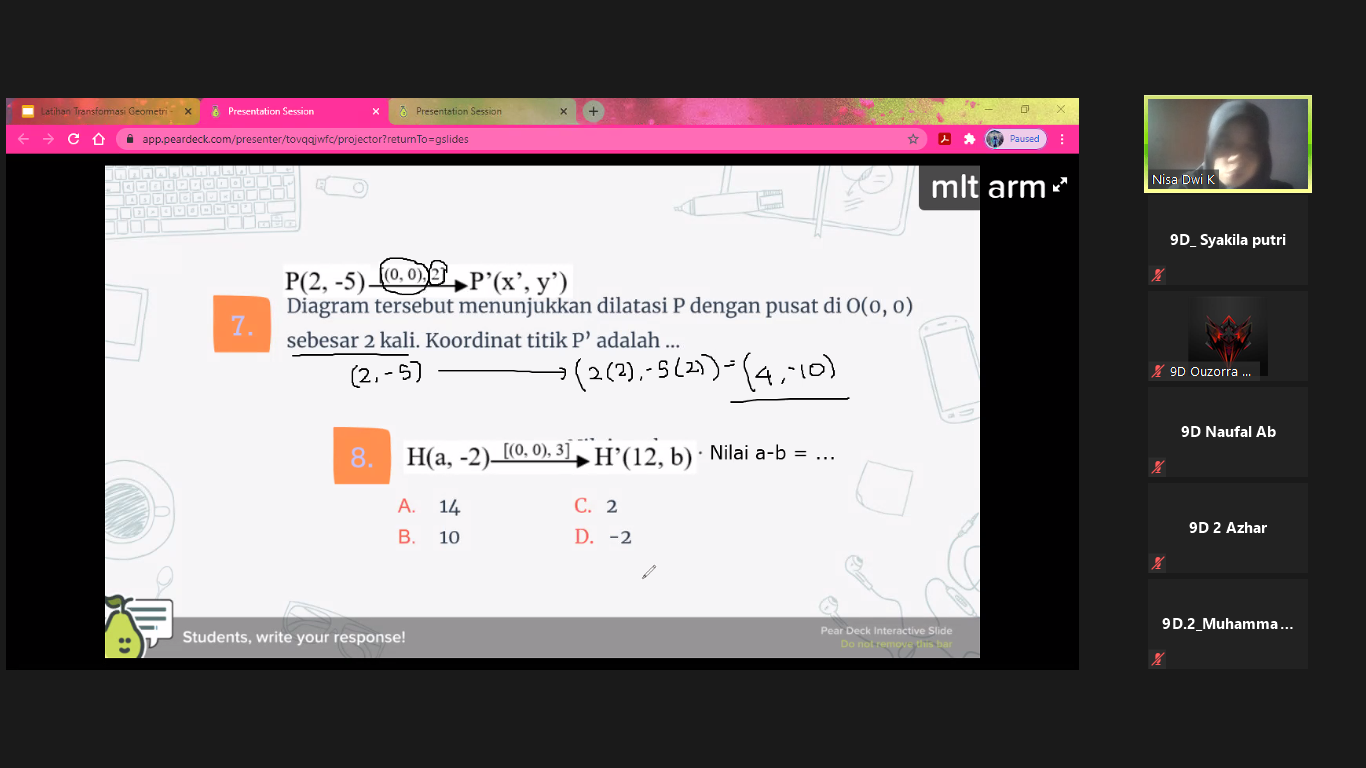 Latihan Transformasi Geometri
Presentation Session
Presentation Session
app.peardeck.com/presenter/tovqqjwfc/projector?returnTo=gslides
Paused
mlt arm
P(2, -5) [(0, 0), 2] P’(x’, y’)
7.
Diagram tersebut menunjukkan dilatasi P dengan pusat di O(0, 0)
sebesar 2 kali. Koordinat titik P’ adalah ...
(2, -5) (2(2), -5(2)) = (4, -10)
8.
H(a, -2) [(0, 0), 3] H’(12, b) . Nilai a-b = ...
A. 14 C. 2
B. 10 D. -2
Students, write your response!
Pear Deck Interactive Slide
Do not remove this bar
Nisa Dwi K
9D_ Syakila putri
9D Ouzorra ...
9D Naufal Ab
9D 2 Azhar
9D.2_Muhamma ...